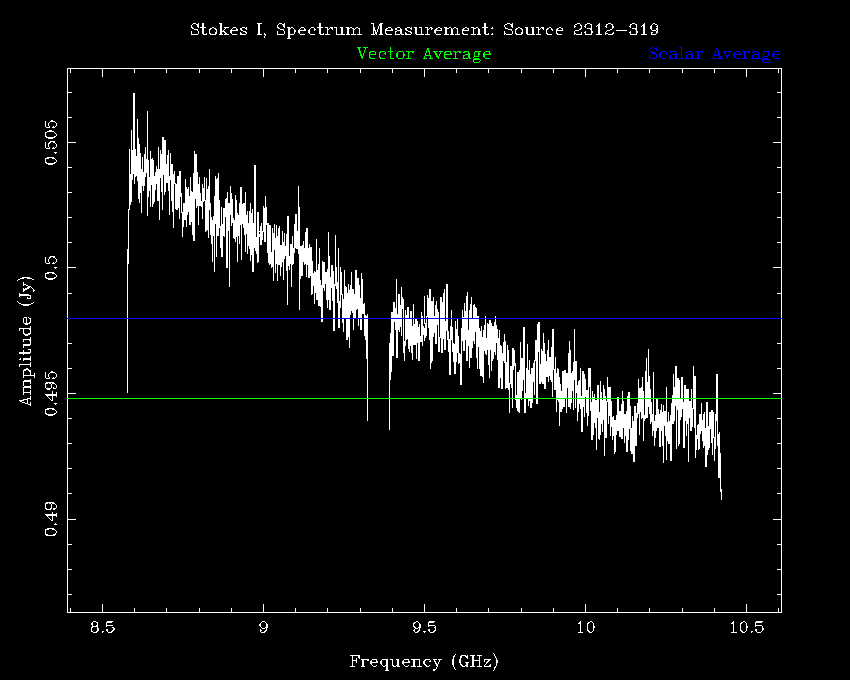 Stokes I, Spectrum Measurement: Source 2312-319
Vector Average Scalar Average
0.505
0.5
0.495
0.49
Amplitude (Jy)
8.5 9 9.5 10 10.5
Frequency (GHz)